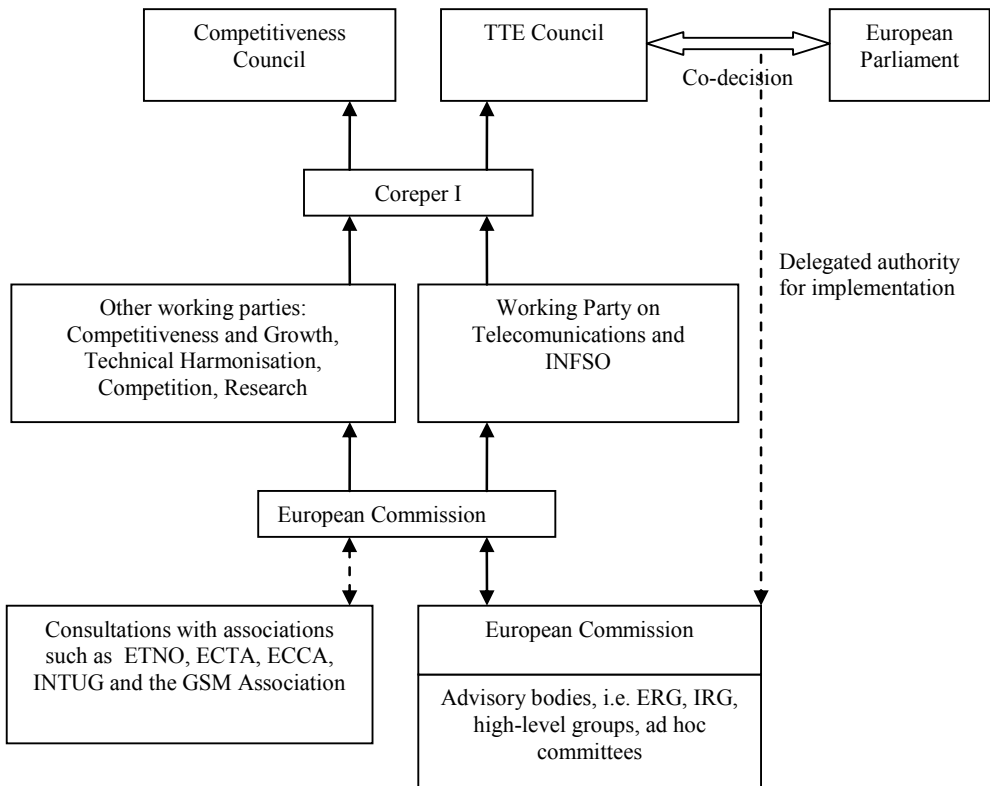 Competitiveness
Council
TTE Council
European
Parliament
Co-decision
Coreper I
Delegated authority
for implementation
Other working parties:
Competitiveness and Growth,
Technical Harmonisation,
Competition, Research
Working Party on
Telecomunications and
INFSO
European Commission
Consultations with associations
such as ETNO, ECTA, ECCA,
INTUG and the GSM Association
European Commission
Advisory bodies, i.e. ERG, IRG,
high-level groups, ad hoc
committees